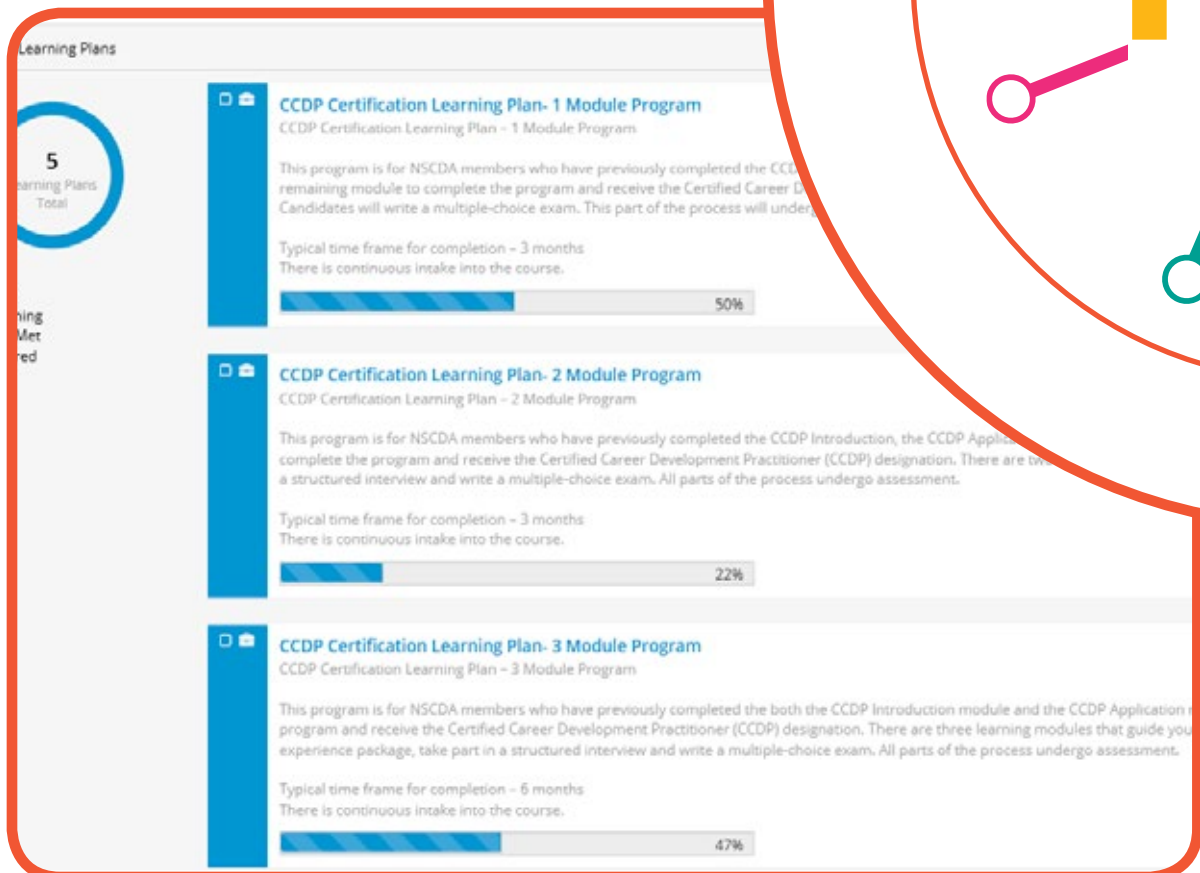 Learning Plans
5
earning Plans
Total
ning
Met
red
CCDP Certification Learning Plan- 1 Module Program
CCDP Certification Learning Plan – 1 Module Program
This program is for NSCDA members who have previously completed the CCD
remaining module to complete the program and receive the Certified Career D
Candidates will write a multiple-choice exam. This part of the process will under
Typical time frame for completion – 3 months
There is continuous intake into the course.
50%
CCDP Certification Learning Plan- 2 Module Program
CCDP Certification Learning Plan – 2 Module Program
This program is for NSCDA members who have previously completed the CCDP Introduction, the CCDP Applic
complete the program and receive the Certified Career Development Practitioner (CCDP) designation. There are tw
a structured interview and write a multiple-choice exam. All parts of the process undergo assessment.
Typical time frame for completion – 3 months
There is continuous intake into the course.
22%
CCDP Certification Learning Plan- 3 Module Program
CCDP Certification Learning Plan – 3 Module Program
This program is for NSCDA members who have previously completed the both the CCDP Introduction module and the CCDP Application
program and receive the Certified Career Development Practitioner (CCDP) designation. There are three learning modules that guide you
experience package, take part in a structured interview and write a multiple-choice exam. All parts of the process undergo assessment.
Typical time frame for completion – 6 months
There is continuous intake into the course.
47%